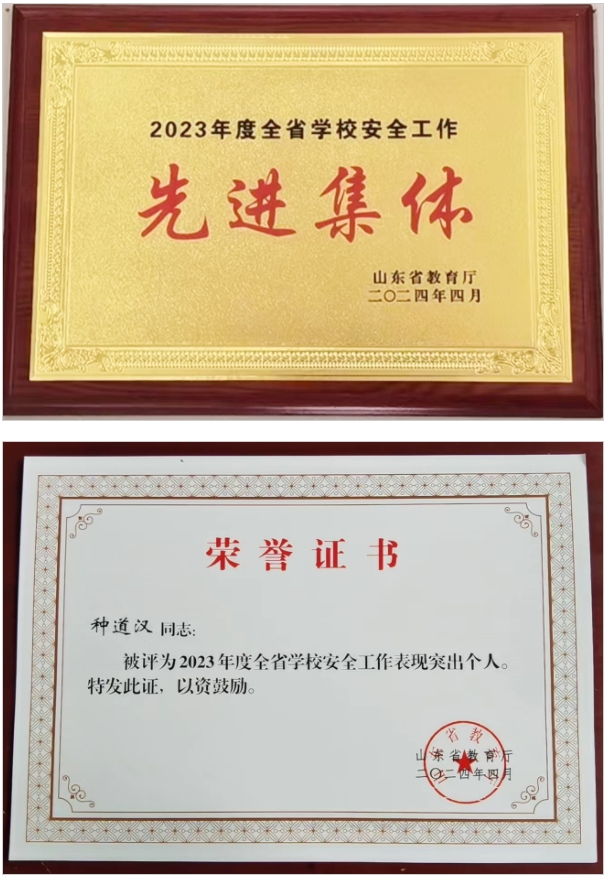 2023年度全省学校安全工作
先进集体
山东省教育厅
二〇二四年四月
荣誉证书
种道汉 同志:
被评为2023年度全省学校安全工作表现突出个人。
特发此证，以资鼓励。
山东省教育厅
二〇二四年四月